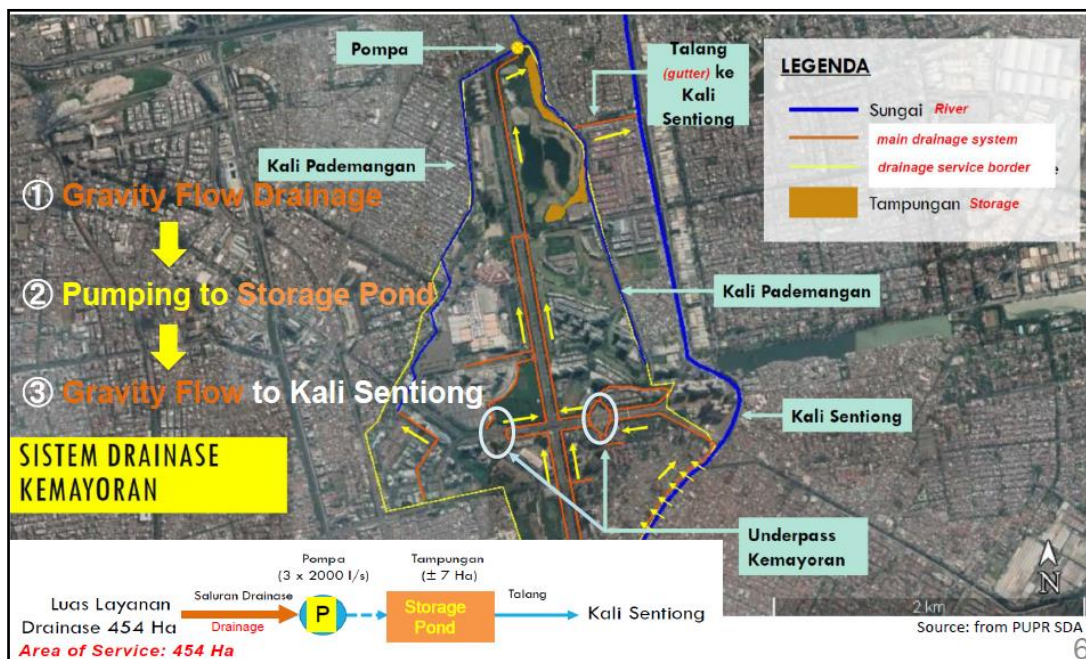 Pompa
Talang
(gutter) ke
Kali
Sentiong
LEGENDA
Sungai River
main drainage system
drainage service border
Tampungan Storage
Kali Pademangan
① Gravity Flow Drainage
② Pumping to Storage Pond
③ Gravity Flow to Kali Sentiong
Kali Pademangan
Kali Sentiong
SISTEM DRAINASE
KEMAYORAN
Underpass
Kemayoran
N
2 km
Source: from PUPR SDA
6
Pompa
(3 x 2000 l/s)
Tampungan
(± 7 Ha)
Luas Layanan
Drainase 454 Ha
Area of Service: 454 Ha
Saluran Drainase
Drainage
P
Storage
Pond
Talang
Kali Sentiong